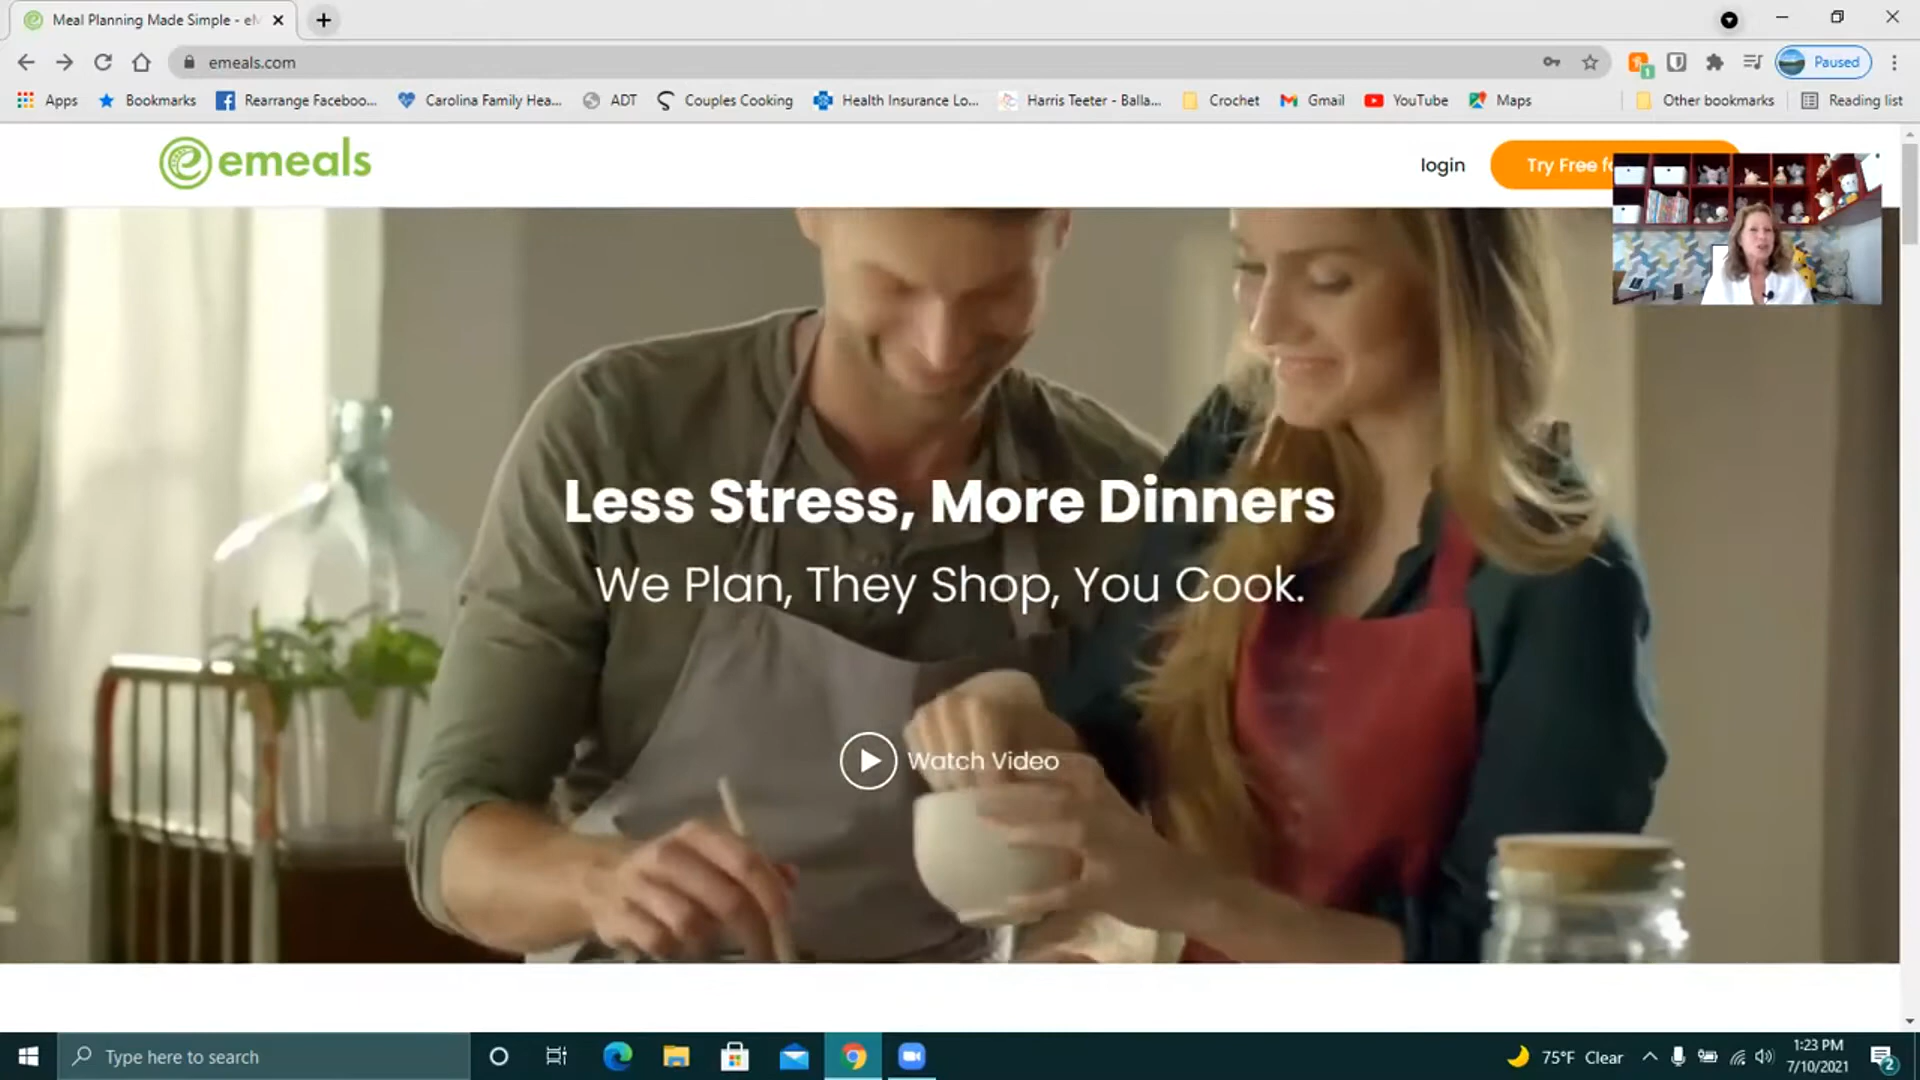 Meal Planning Made Simple - eM
emeals.com
Paused
Apps
Bookmarks
Rearrange Faceboo...
Carolina Family Hea...
ADT
Couples Cooking
Health Insurance Lo...
Harris Teeter - Balla...
Crochet
Gmail
YouTube
Maps
Other bookmarks
Reading list
emeals
login
Try Free fo
Less Stress, More Dinners
We Plan, They Shop, You Cook.
Watch Video
Type here to search
75°F Clear
1:23 PM
7/10/2021
2